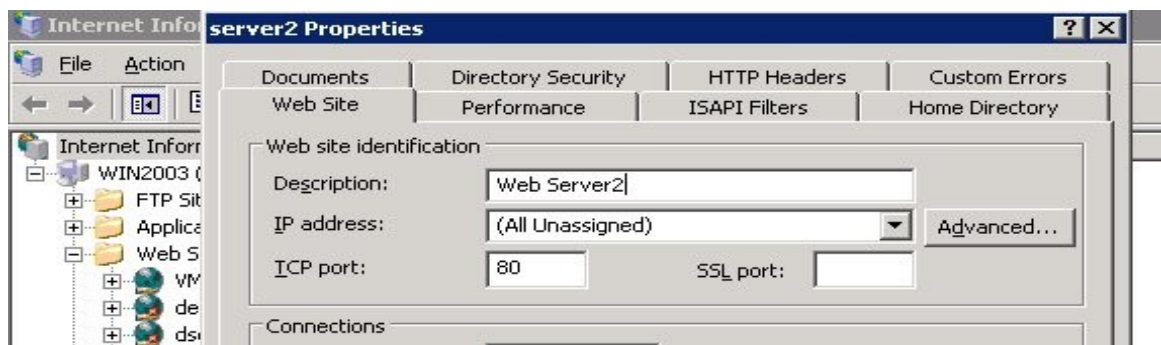 Internet Infor
server2 Properties
File Action
Documents Directory Security HTTP Headers Custom Errors
Web Site Performance ISAPI Filters Home Directory
Internet Inforr
WIN2003 (
FTP Sit
Applica
Web S
VM
de
Web site identification
Description: Web Server2
IP address: (All Unassigned) Advanced...
TCP port: 80 SSL port:
Connections